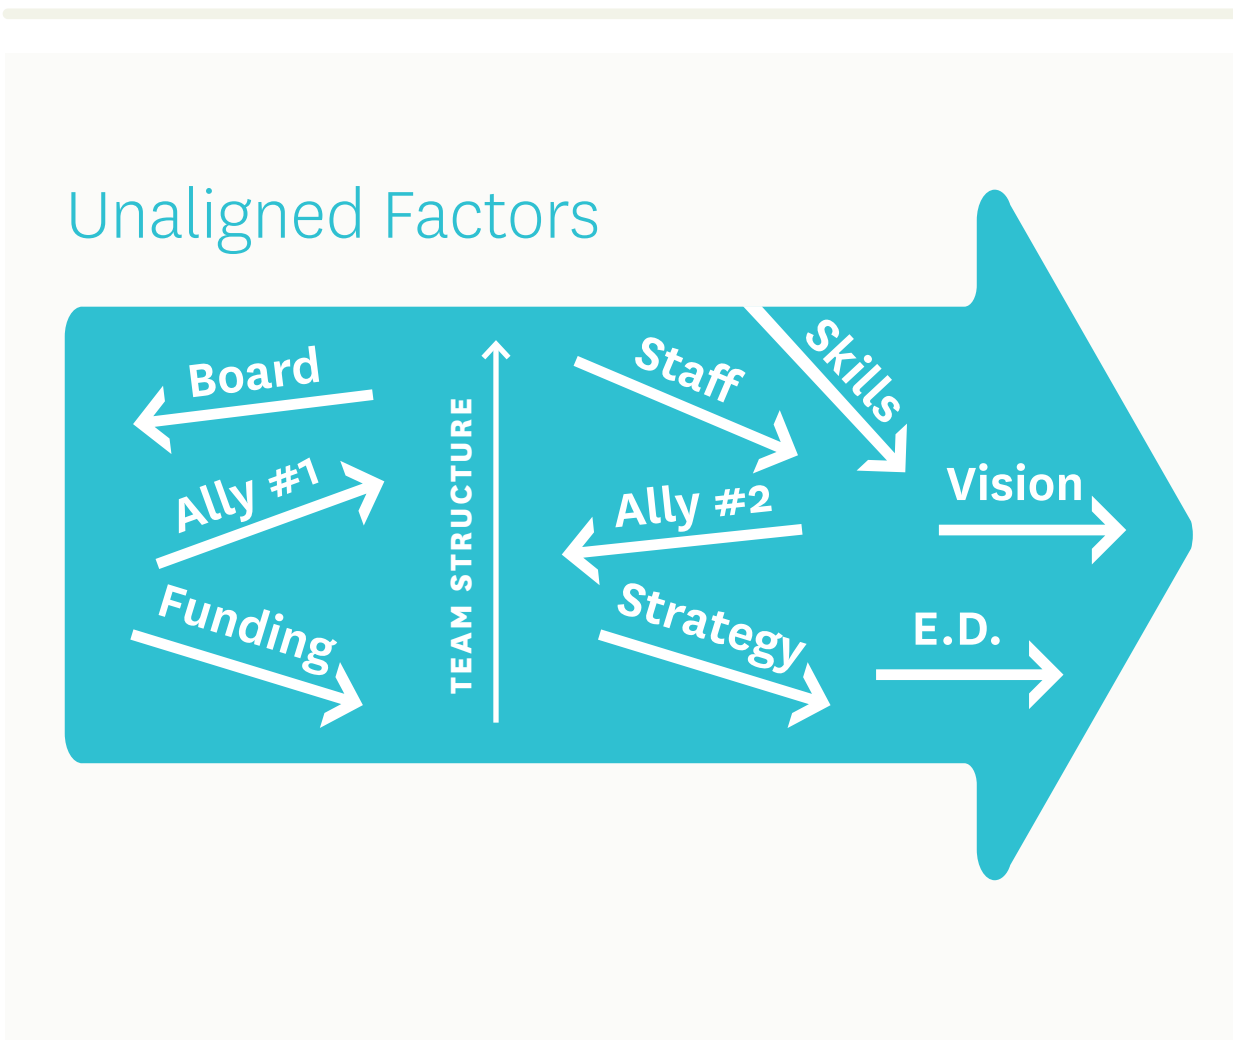 Unaligned Factors
Board
Ally #1
Funding
TEAM STRUCTURE
Staff
Skills
Ally #2
Strategy
Vision
E.D.